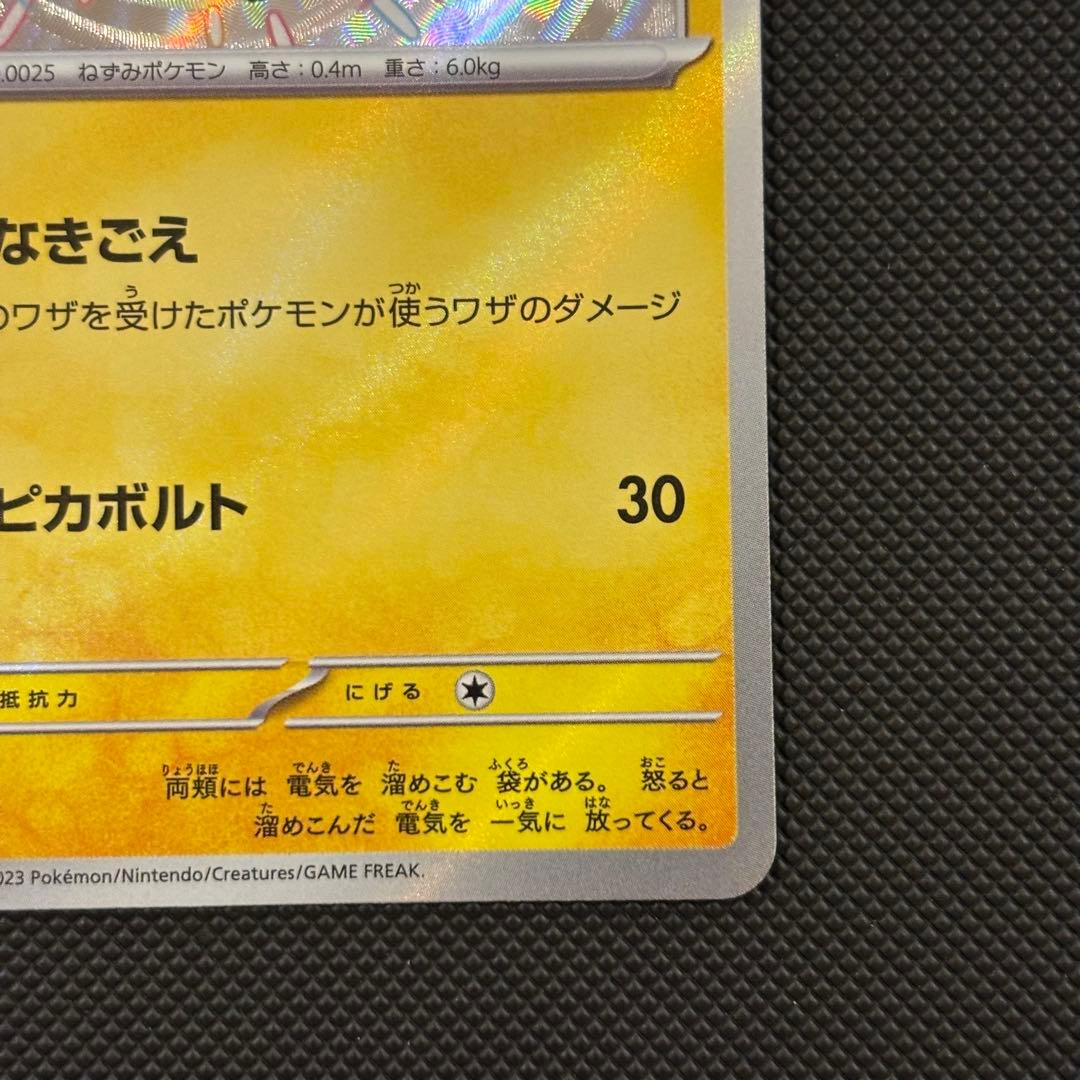 .0025 ねずみポケモン 高さ：0.4m 重さ：6.0kg
なきごえ
のワザを受けたポケモンが使うワザのダメージ
ピカボルト 30
抵抗力 にげる
両頬には 電気を 溜めこむ 袋がある。 怒ると
溜めこんだ 電気を 一気に 放ってくる。
023 Pokémon/Nintendo/Creatures/GAME FREAK.